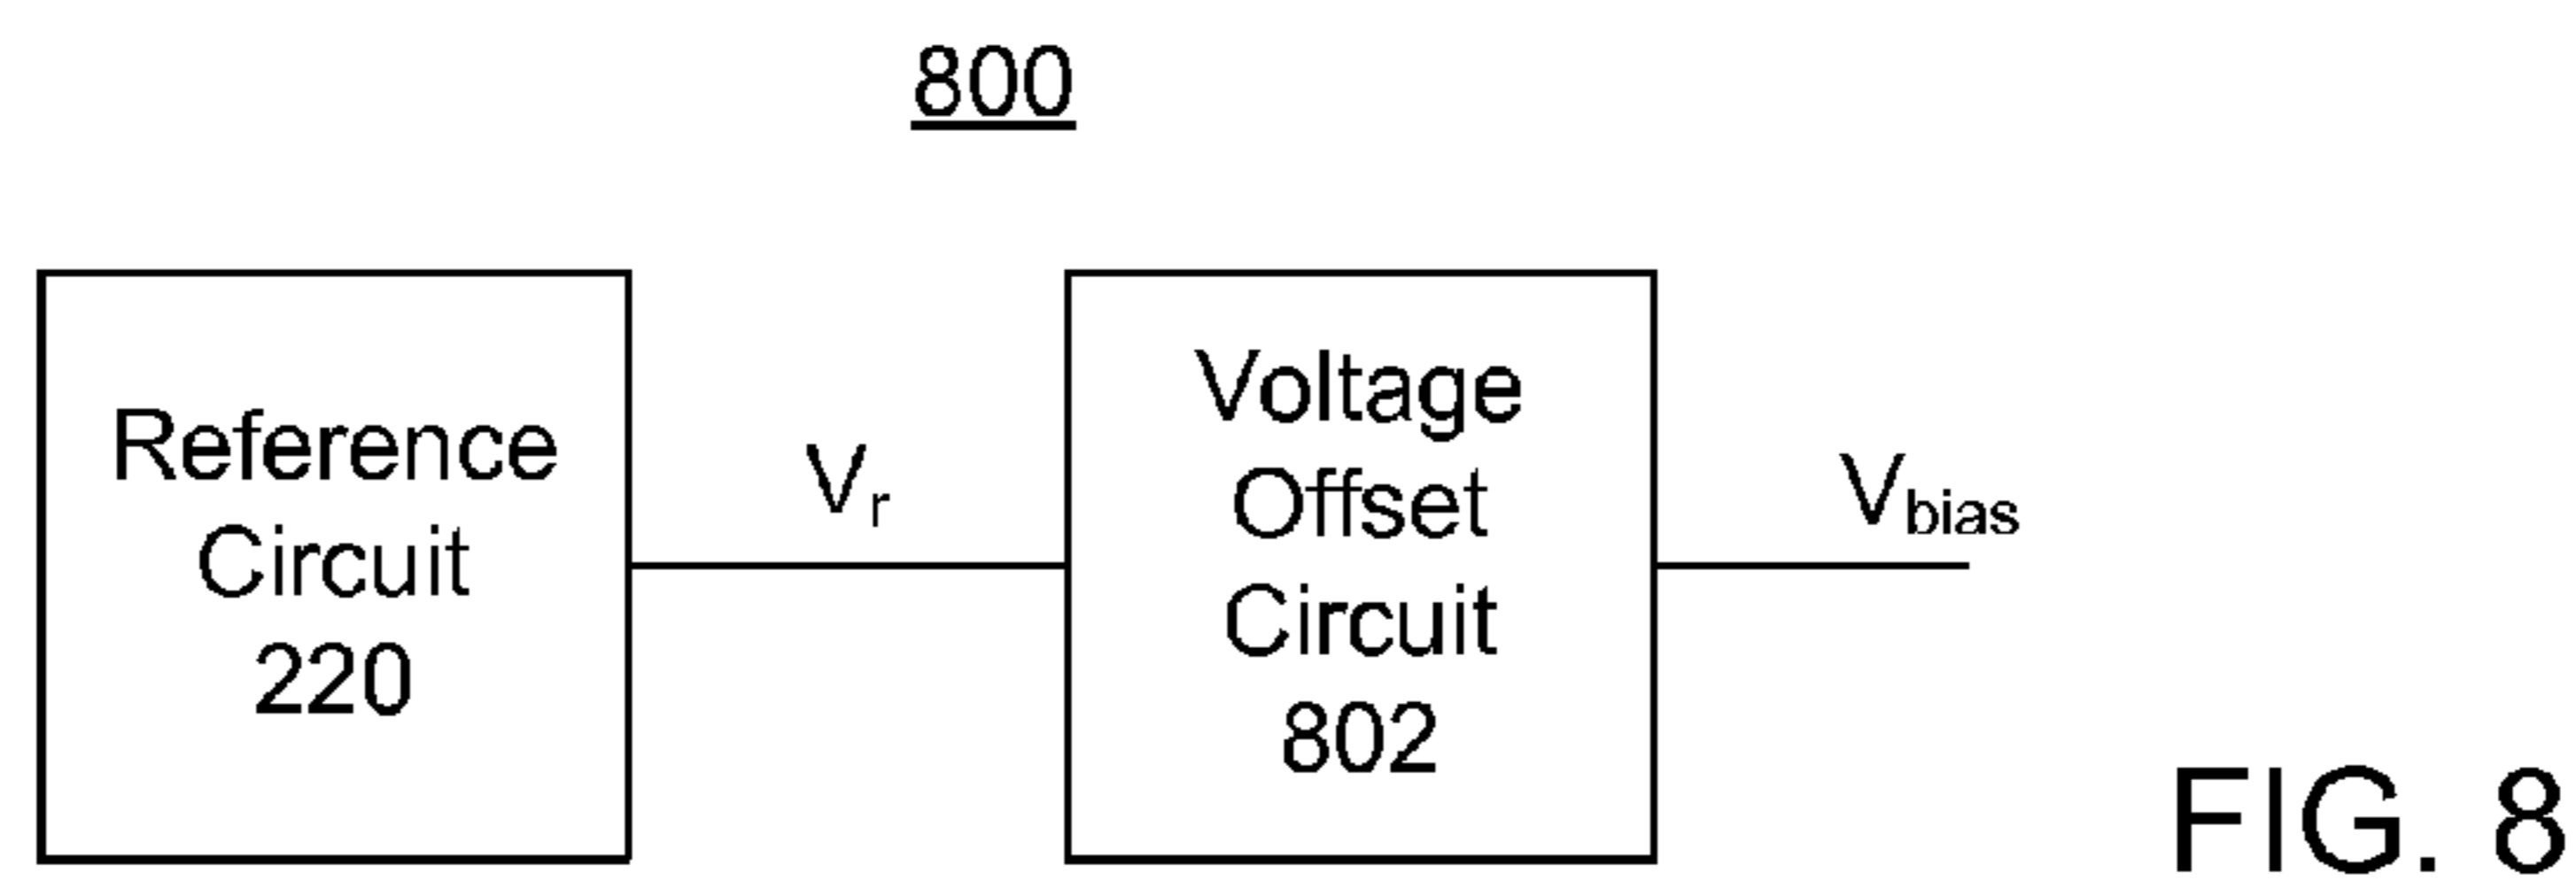 800
Reference
Circuit
220
Vr
Voltage
Offset
Circuit
802
Vbias
FIG. 8